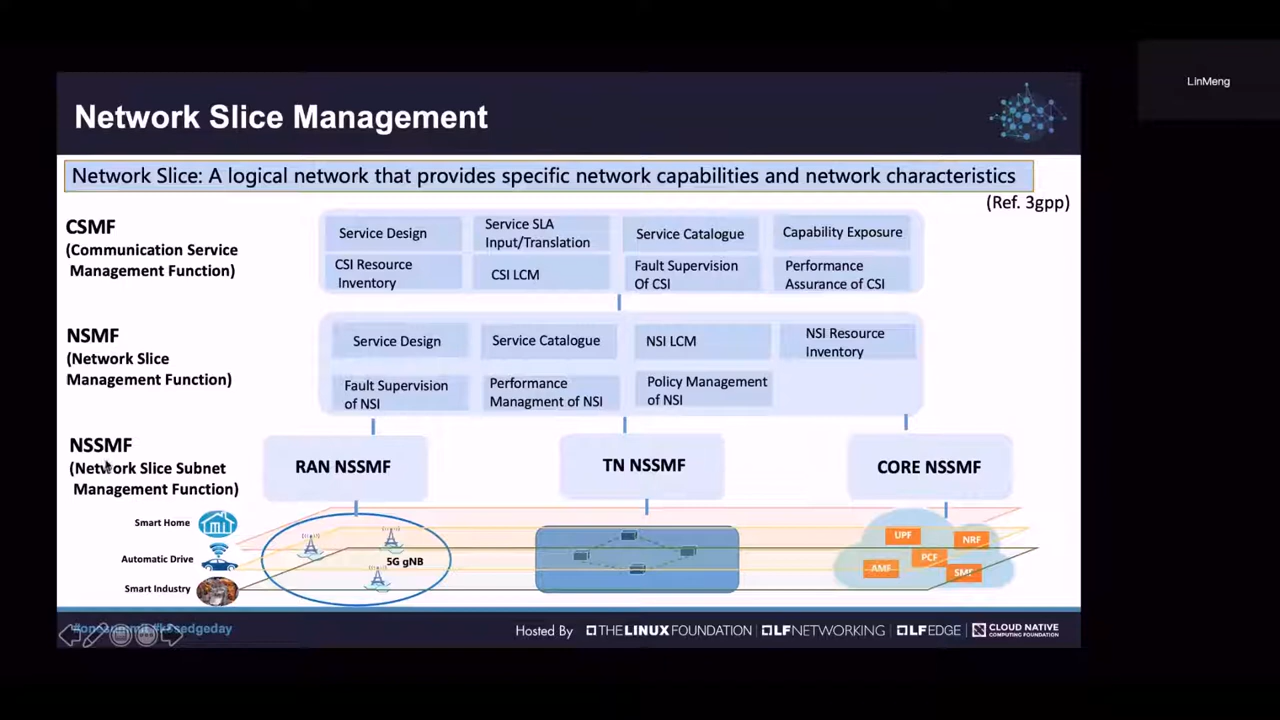 LinMeng
Network Slice Management
Network Slice: A logical network that provides specific network capabilities and network characteristics
(Ref. 3gpp)
CSMF
(Communication Service
Management Function)
Service Design
Service SLA
Input/Translation
Service Catalogue
Capability Exposure
CSI Resource
Inventory
CSI LCM
Fault Supervision
Of CSI
Performance
Assurance of CSI
NSMF
(Network Slice
Management Function)
Service Design
Service Catalogue
NSI LCM
NSI Resource
Inventory
Fault Supervision
of NSI
Performance
Managment of NSI
Policy Management
of NSI
NSSMF
(Network Slice Subnet
Management Function)
RAN NSSMF
TN NSSMF
CORE NSSMF
Smart Home
Automatic Drive
Smart Industry
5G gNB
UPF
NRF
PCF
AMF
SMF
Hosted By
THE LINUX FOUNDATION
LF NETWORKING
LF EDGE
CLOUD NATIVE
COMPUTING FOUNDATION